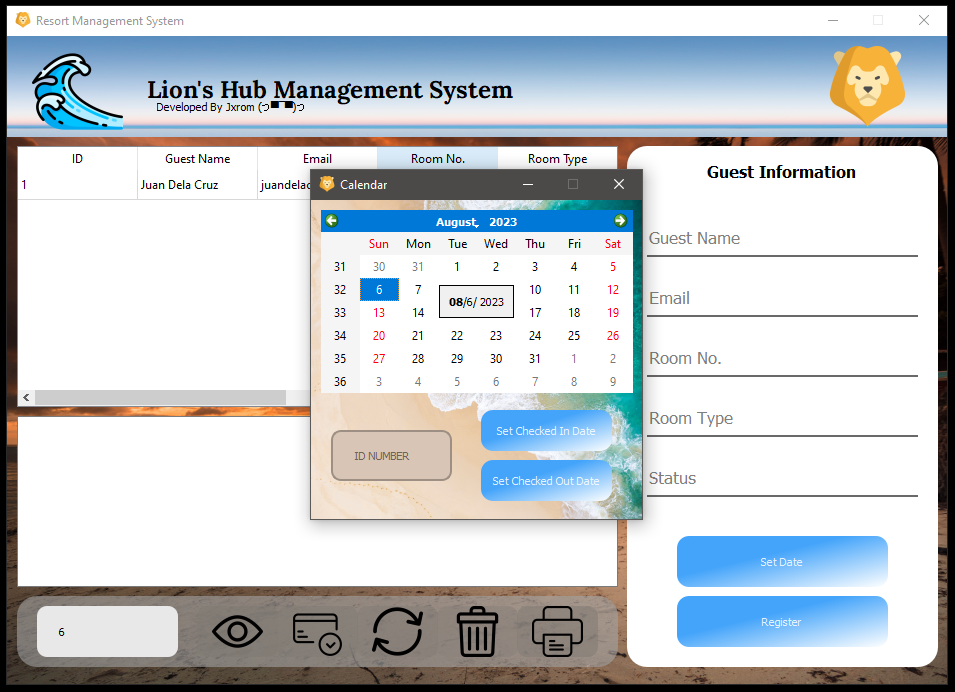 Resort Management System
Lion's Hub Management System
Developed By Jxrom (つ▀▀)つ
ID Guest Name Email Room No. Room Type
1 Juan Dela Cruz juandelac
Calendar
August, 2023
Sun Mon Tue Wed Thu Fri Sat
31 30 31 1 2 3 4 5
32 6 7 10 11 12
08/6/ 2023
33 13 14 17 18 19
34 20 21 22 23 24 25 26
35 27 28 29 30 31 1 2
36 3 4 5 6 7 8 9
ID NUMBER
Set Checked In Date
Set Checked Out Date
Guest Information
Guest Name
Email
Room No.
Room Type
Status
Set Date
Register
6